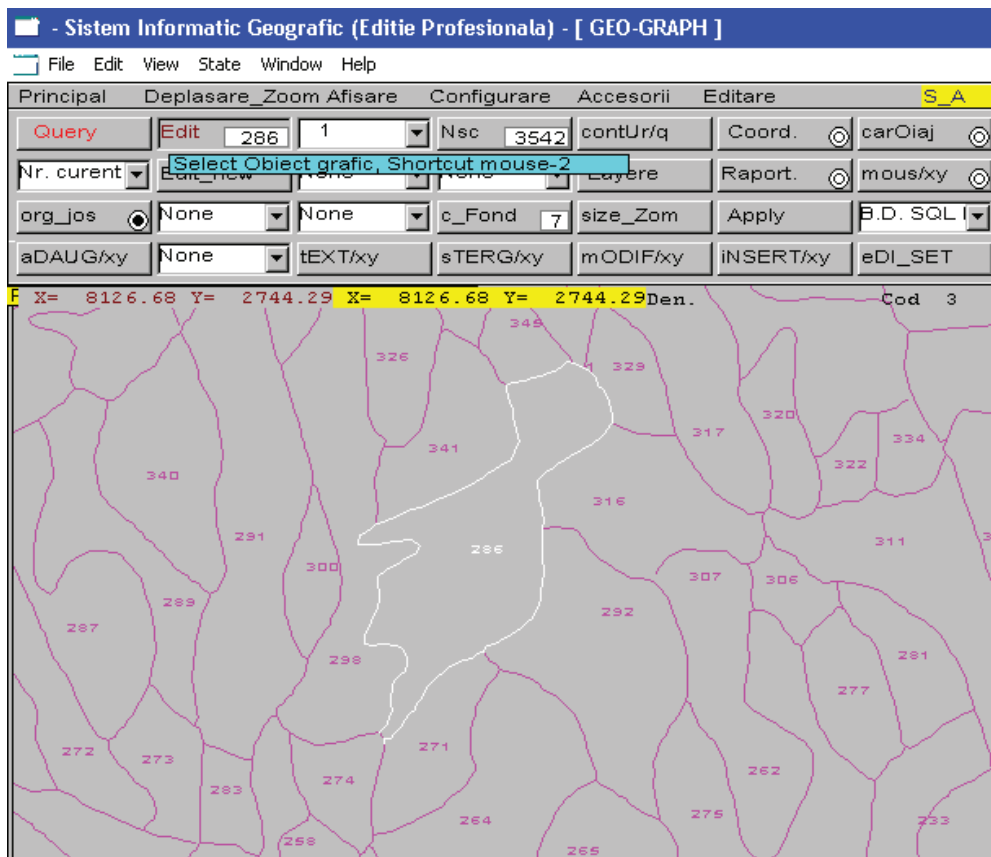 - Sistem Informatic Geografic (Editie Profesionala) - [ GEO-GRAPH ]
File Edit View State Window Help
Principal Deplasare_Zoom Afisare Configurare Accesorii Editare S_A
Query Edit 286 1 Nsc 3542 contUr/q Coord. carOiaj
Select Obiect grafic, Shortcut mouse-2
Nr. curent Edit_new None None Layere Raport. mous/xy
org_jos None None c_Fond 7 size_Zom Apply B.D. SQL
aDAUG/xy None tEXT/xy sTERG/xy mODIF/xy iNSERT/xy eDI_SET
X= 8126.68 Y= 2744.29 X= 8126.68 Y= 2744.29 Den. Cod 3
349
326 329
320
341 317 334
340 322
316
291 286 311
300 307 306
289 292
287
298 281
277
272 273 271
274 262
283
264 275 233
258
265